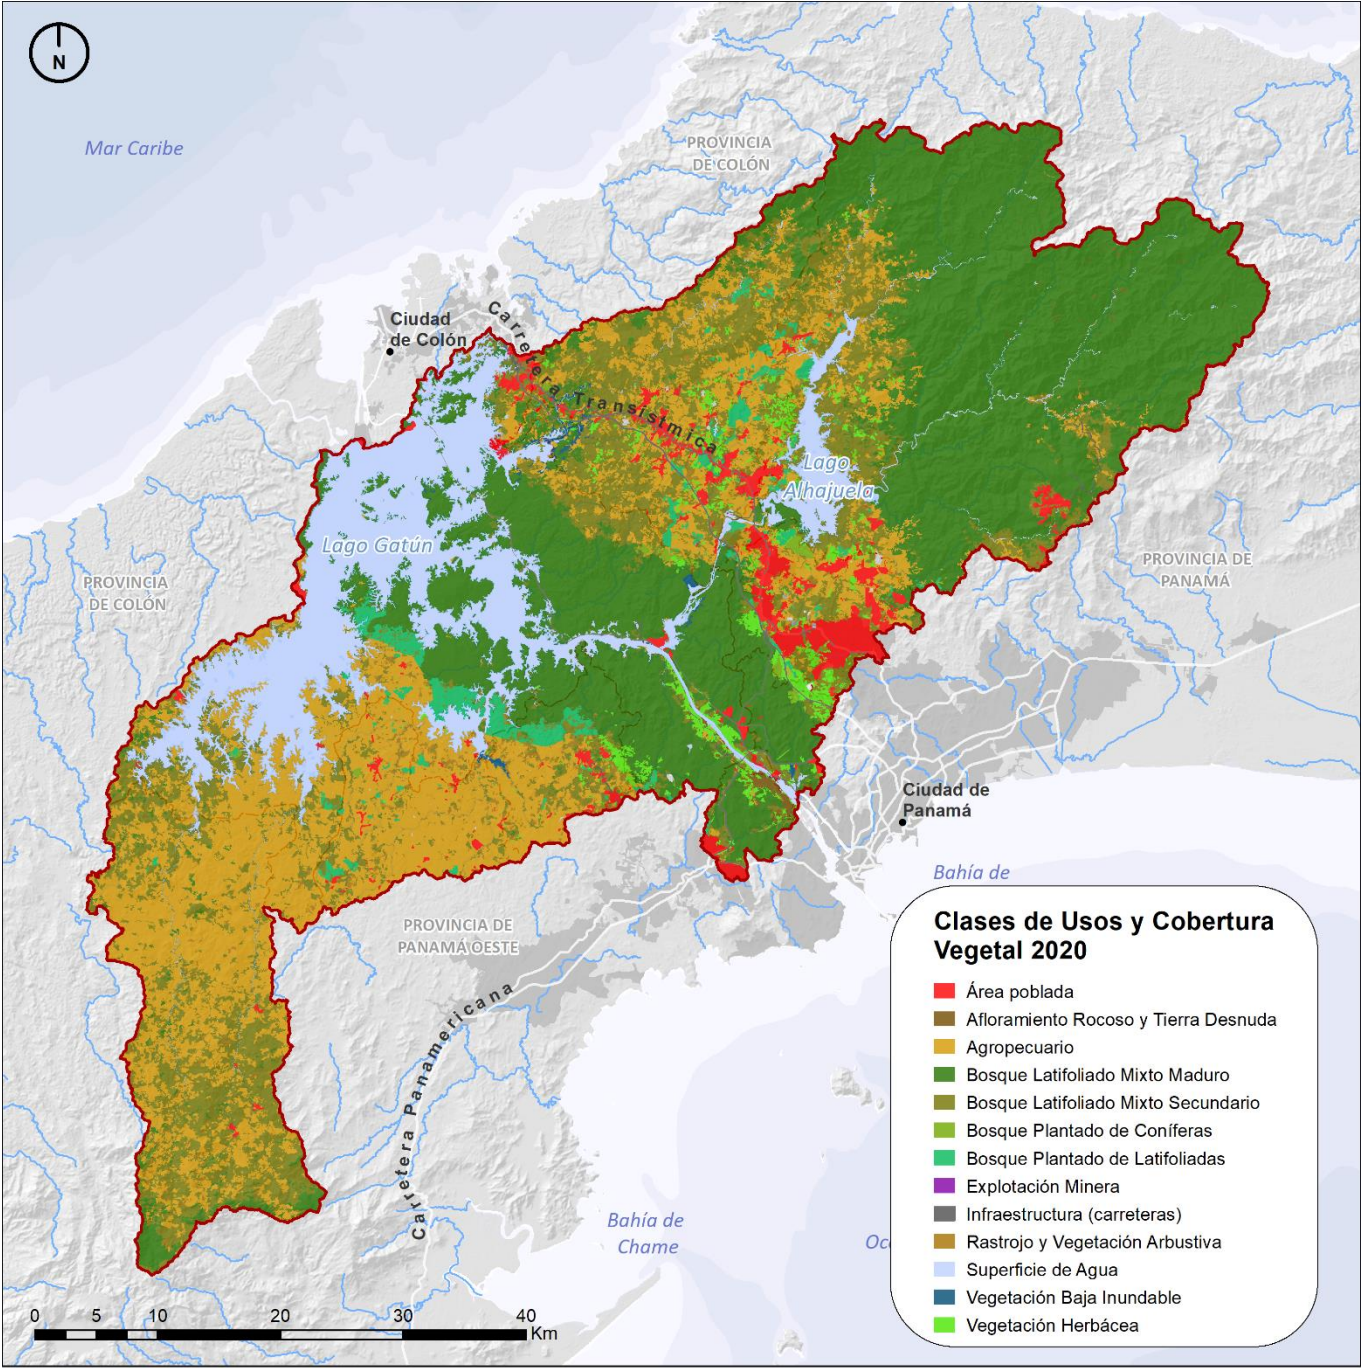 N
Mar Caribe
PROVINCIA
DE COLÓN
Ciudad
de Colón
Carretera Transístmica
Lago
Alhajuela
Lago Gatún
PROVINCIA
DE COLÓN
PROVINCIA DE
PANAMÁ
Ciudad de
Panamá
Bahía de
PROVINCIA DE
PANAMÁ OESTE
Carretera Panamericana
Bahía de
Chame
Clases de Usos y Cobertura
Vegetal 2020
Área poblada
Afloramiento Rocoso y Tierra Desnuda
Agropecuario
Bosque Latifoliado Mixto Maduro
Bosque Latifoliado Mixto Secundario
Bosque Plantado de Coníferas
Bosque Plantado de Latifoliadas
Explotación Minera
Infraestructura (carreteras)
Rastrojo y Vegetación Arbustiva
Superficie de Agua
Vegetación Baja Inundable
Vegetación Herbácea
0 5 10 20 30 40
Km